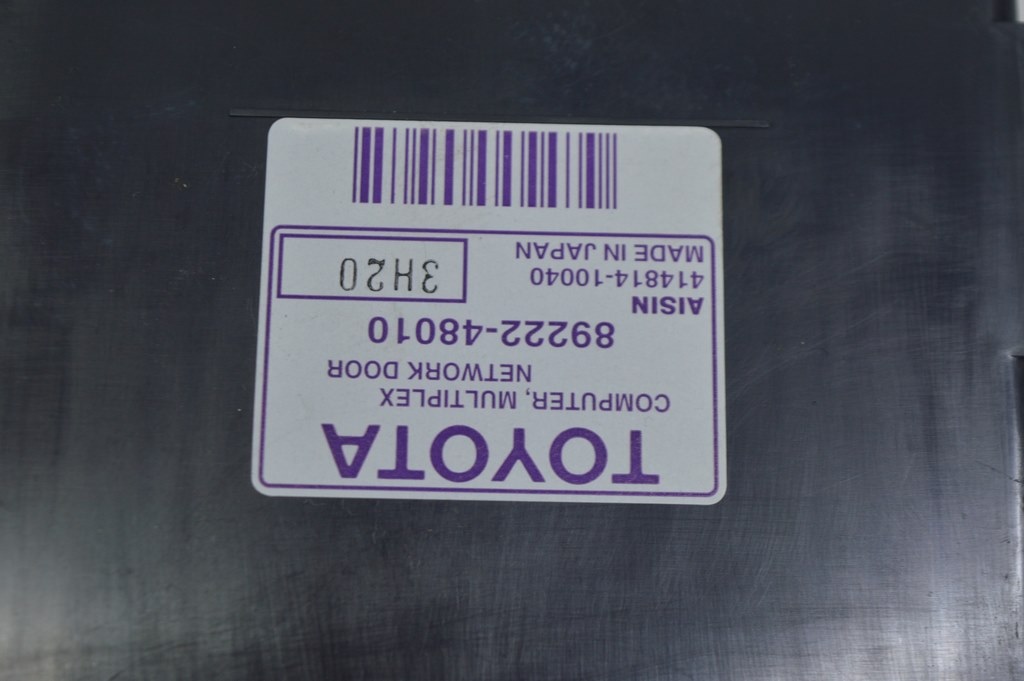 TOYOTA
COMPUTER, MULTIPLEX
NETWORK DOOR
89222-48010
AISIN
414814-10040
MADE IN JAPAN
3H20